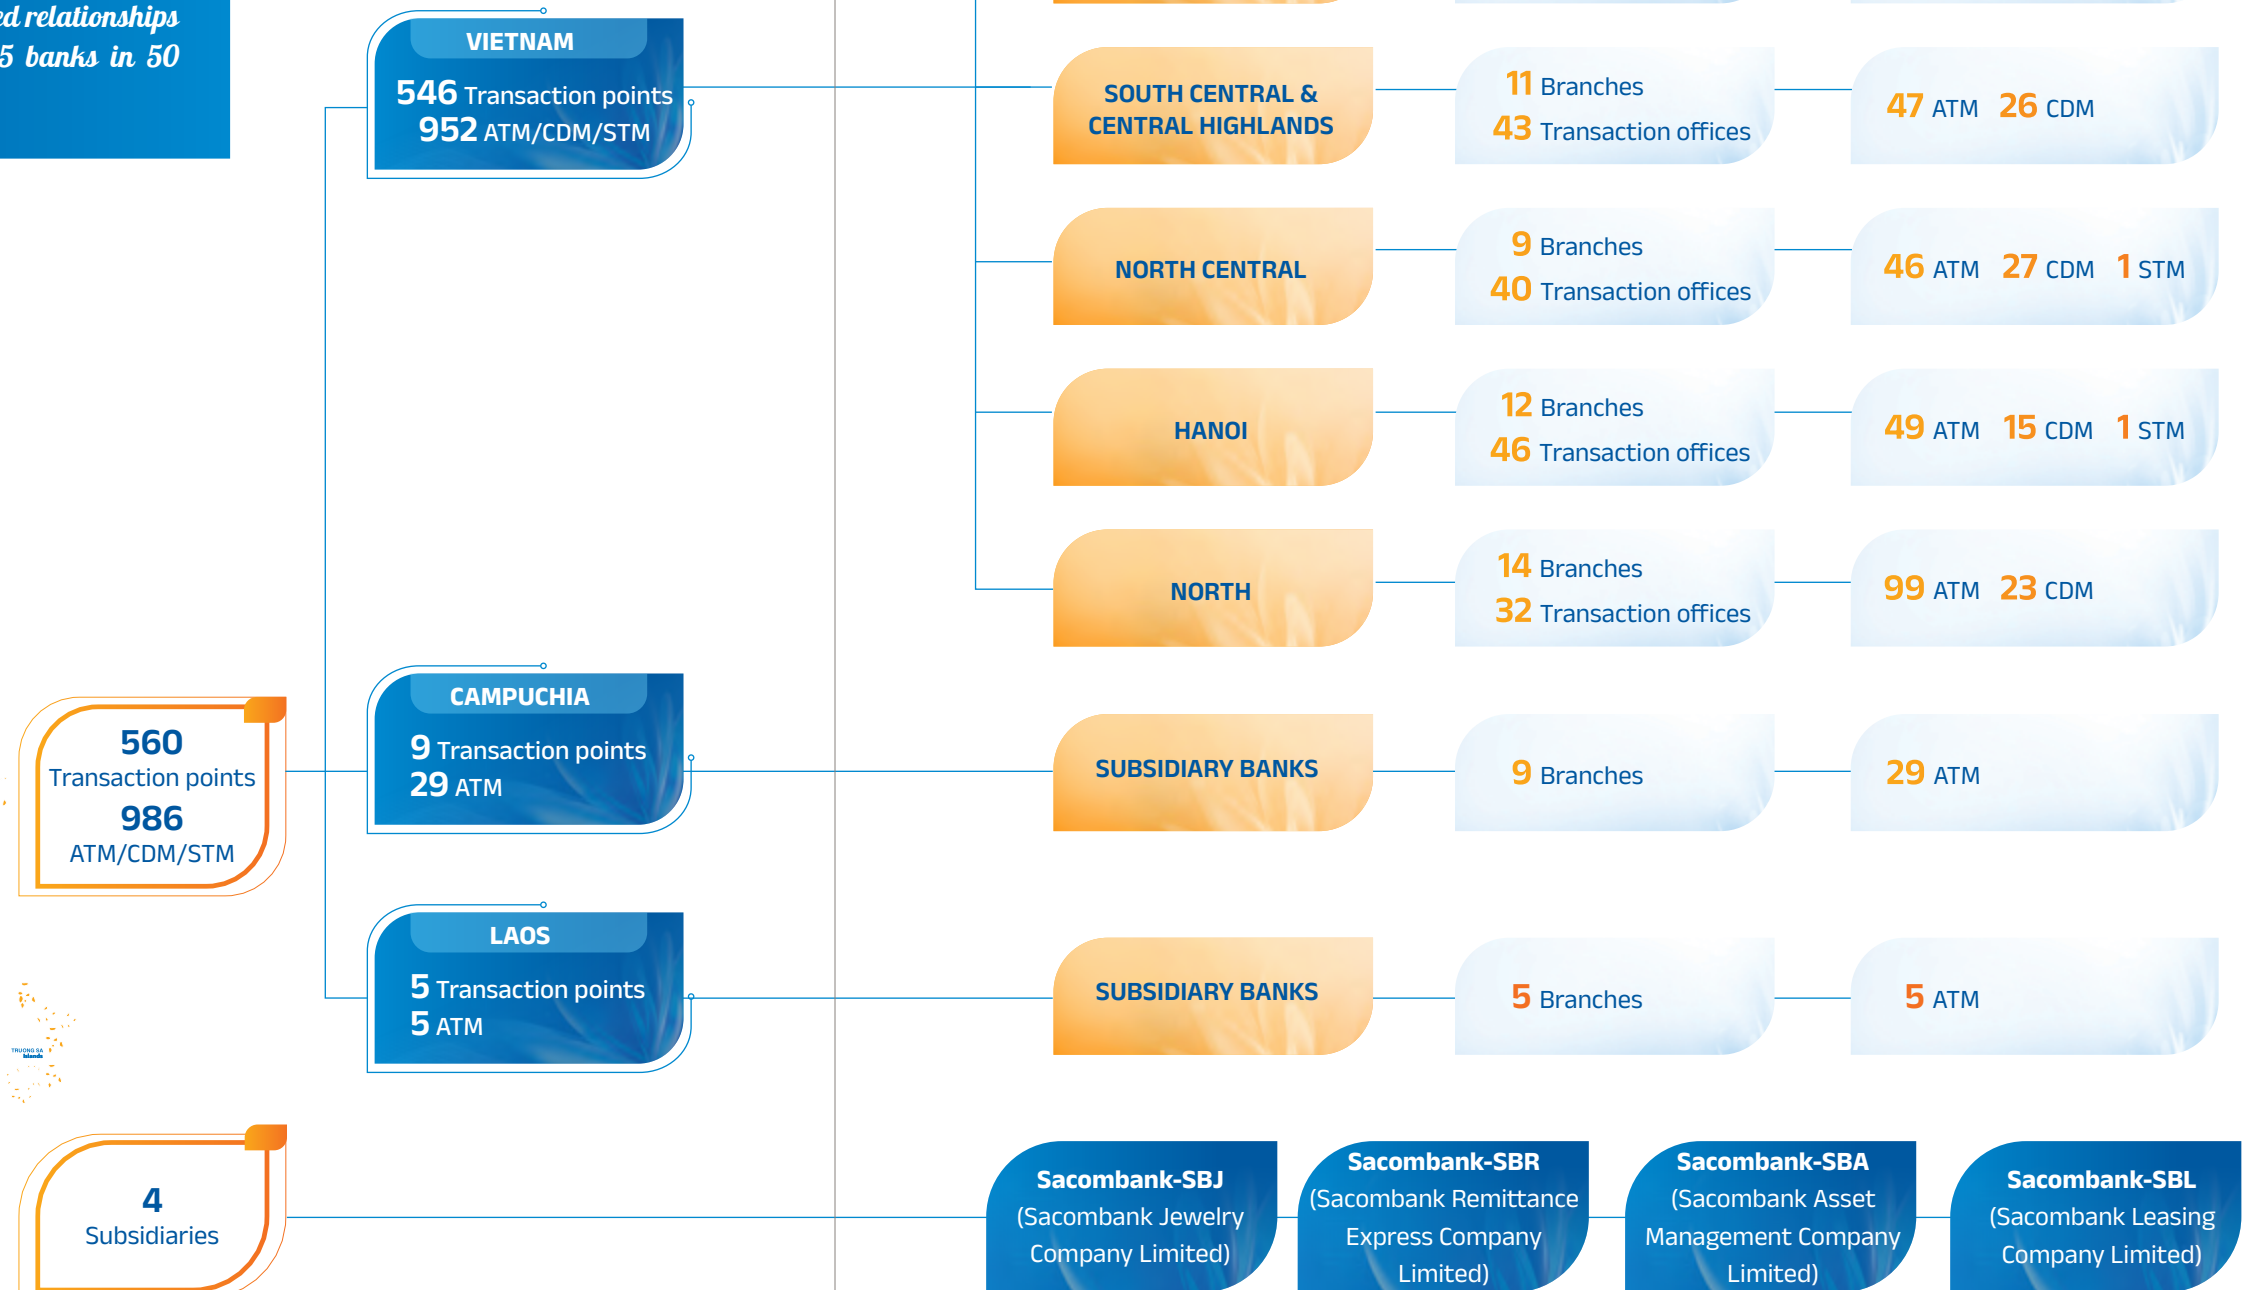 ed relationships
5 banks in 50
VIETNAM
546 Transaction points
952 ATM/CDM/STM
SOUTH CENTRAL &
CENTRAL HIGHLANDS
11 Branches
43 Transaction offices
47 ATM 26 CDM
NORTH CENTRAL
9 Branches
40 Transaction offices
46 ATM 27 CDM 1 STM
HANOI
12 Branches
46 Transaction offices
49 ATM 15 CDM 1 STM
NORTH
14 Branches
32 Transaction offices
99 ATM 23 CDM
560
Transaction points
986
ATM/CDM/STM
CAMPUCHIA
9 Transaction points
29 ATM
SUBSIDIARY BANKS
9 Branches
29 ATM
LAOS
5 Transaction points
5 ATM
SUBSIDIARY BANKS
5 Branches
5 ATM
TRUONG SA
Islands
4
Subsidiaries
Sacombank-SBJ
(Sacombank Jewelry
Company Limited)
Sacombank-SBR
(Sacombank Remittance
Express Company
Limited)
Sacombank-SBA
(Sacombank Asset
Management Company
Limited)
Sacombank-SBL
(Sacombank Leasing
Company Limited)